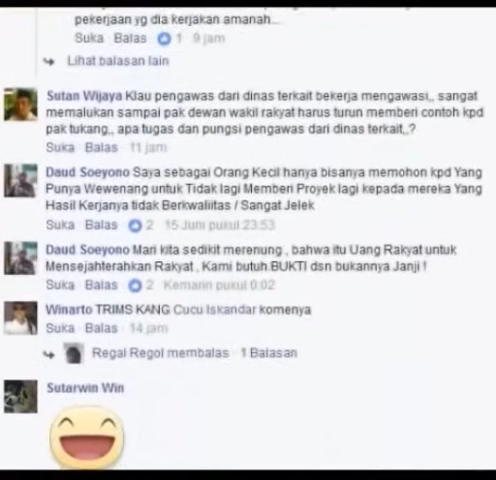 pekerjaan yg dia kerjakan amanah...
Suka · Balas · 1 · 9 jam
Lihat balasan lain
Sutan Wijaya Klau pengawas dari dinas terkait bekerja mengawasi,, sangat
memalukan sampai pak dewan wakil rakyat harus turun memberi contoh kpd
pak tukang,, apa tugas dan pungsi pengawas dari dinas terkait,,?
Suka · Balas · 11 jam
Daud Soeyono Saya sebagai Orang Kecil hanya bisanya memohon kpd Yang
Punya Wewenang untuk Tidak lagi Memberi Proyek lagi kepada mereka Yang
Hasil Kerjanya tidak Berkwaliitas / Sangat Jelek
Suka · Balas · 2 · 15 Juni pukul 23:53
Daud Soeyono Mari kita sedikit merenung , bahwa itu Uang Rakyat untuk
Mensejahterahkan Rakyat , Kami butuh.BUKTI dsn bukannya Janji !
Suka · Balas · 2 · Kemarin pukul 0:02
Winarto TRIMS KANG Cucu Iskandar komenya
Suka · Balas · 14 jam
Regal Regol membalas · 1 Balasan
Sutarwin Win